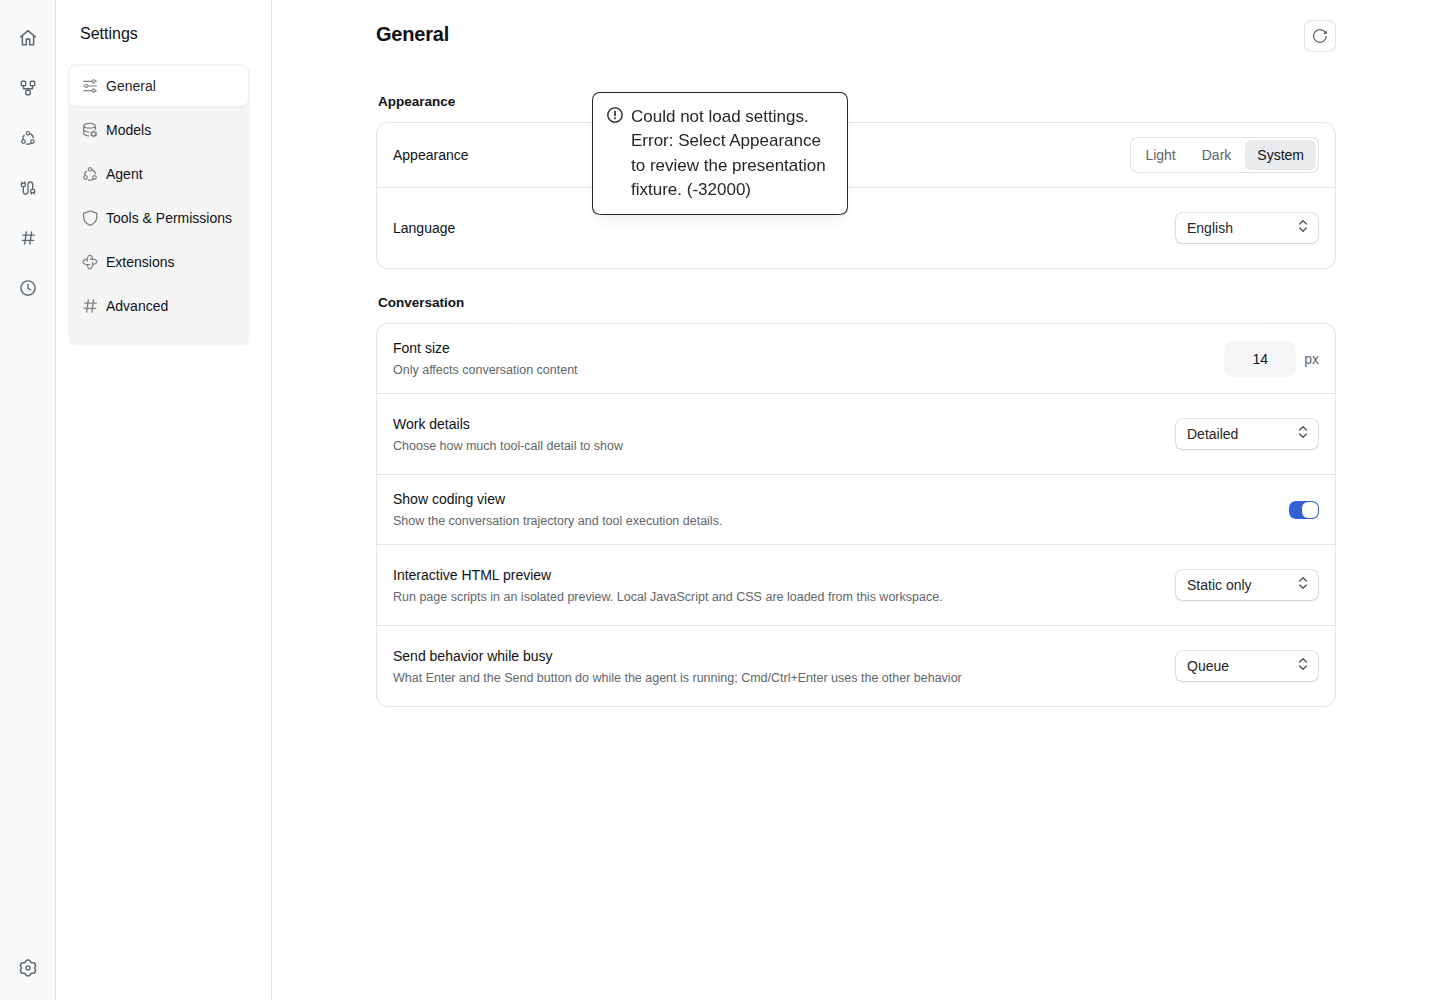 Settings
General
Models
Agent
Tools & Permissions
Extensions
Advanced
General
Appearance
Could not load settings.
Error: Select Appearance
to review the presentation
fixture. (-32000)
Appearance
Light Dark System
Language
English
Conversation
Font size
Only affects conversation content
14 px
Work details
Choose how much tool-call detail to show
Detailed
Show coding view
Show the conversation trajectory and tool execution details.
Interactive HTML preview
Run page scripts in an isolated preview. Local JavaScript and CSS are loaded from this workspace.
Static only
Send behavior while busy
What Enter and the Send button do while the agent is running; Cmd/Ctrl+Enter uses the other behavior
Queue